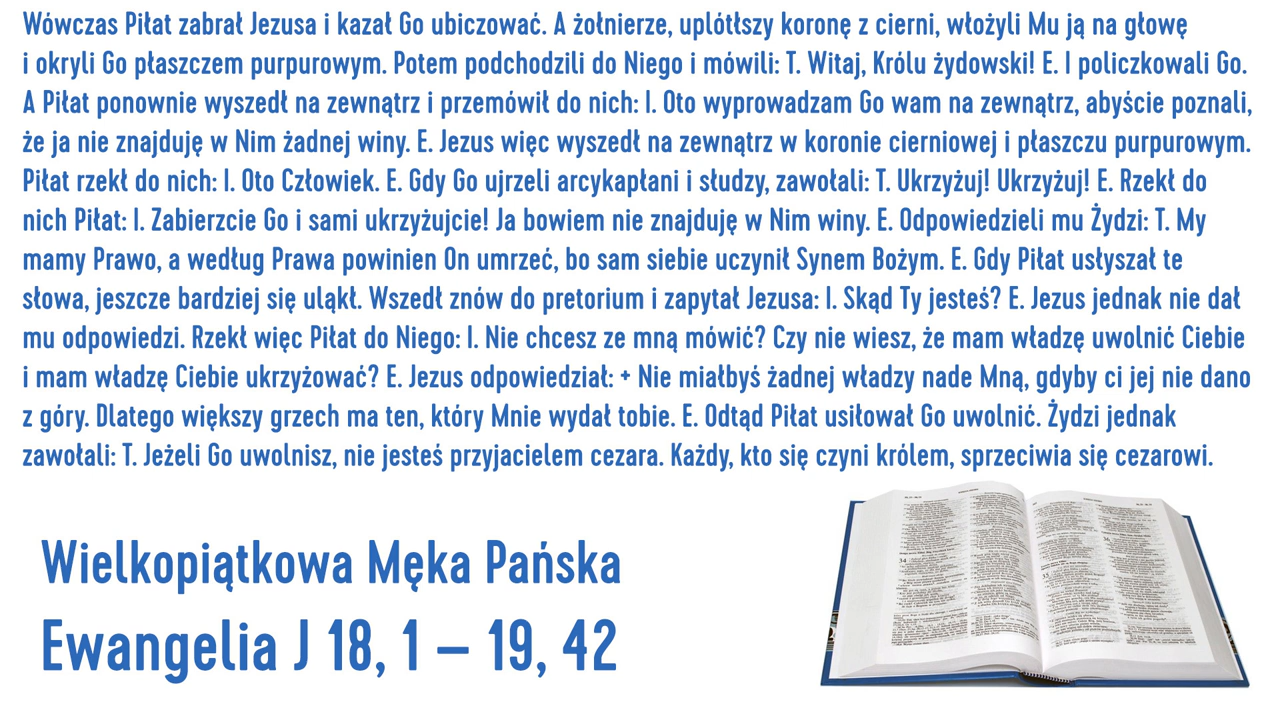 Wówczas Piłat zabrał Jezusa i kazał Go ubiczować. A żołnierze, uplótłszy koronę z cierni, włożyli Mu ją na głowę
i okryli Go płaszczem purpurowym. Potem podchodzili do Niego i mówili: T. Witaj, Królu żydowski! E. I policzkowali Go.
A Piłat ponownie wyszedł na zewnątrz i przemówił do nich: I. Oto wyprowadzam Go wam na zewnątrz, abyście poznali,
że ja nie znajduję w Nim żadnej winy. E. Jezus więc wyszedł na zewnątrz w koronie cierniowej i płaszczu purpurowym.
Piłat rzekł do nich: I. Oto Człowiek. E. Gdy Go ujrzeli arcykapłani i słudzy, zawołali: T. Ukrzyżuj! Ukrzyżuj! E. Rzekł do
nich Piłat: I. Zabierzcie Go i sami ukrzyżujcie! Ja bowiem nie znajduję w Nim winy. E. Odpowiedzieli mu Żydzi: T. My
mamy Prawo, a według Prawa powinien On umrzeć, bo sam siebie uczynił Synem Bożym. E. Gdy Piłat usłyszał te
słowa, jeszcze bardziej się uląkł. Wszedł znów do pretorium i zapytał Jezusa: I. Skąd Ty jesteś? E. Jezus jednak nie dał
mu odpowiedzi. Rzekł więc Piłat do Niego: I. Nie chcesz ze mną mówić? Czy nie wiesz, że mam władzę uwolnić Ciebie
i mam władzę Ciebie ukrzyżować? E. Jezus odpowiedział: + Nie miałbyś żadnej władzy nade Mną, gdyby ci jej nie dano
z góry. Dlatego większy grzech ma ten, który Mnie wydał tobie. E. Odtąd Piłat usiłował Go uwolnić. Żydzi jednak
zawołali: T. Jeżeli Go uwolnisz, nie jesteś przyjacielem cezara. Każdy, kto się czyni królem, sprzeciwia się cezarowi.
Wielkopiątkowa Męka Pańska
Ewangelia J 18, 1 – 19, 42
34
35
36